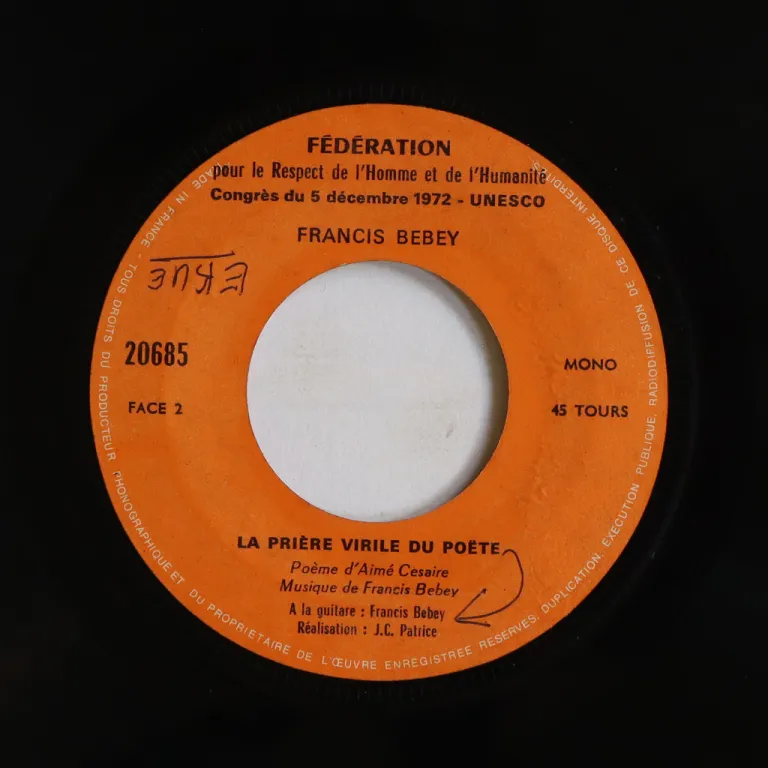 FÉDÉRATION
pour le Respect de l'Homme et de l'Humanité
Congrès du 5 décembre 1972 - UNESCO
FRANCIS BEBEY
20685
FACE 2
MONO
45 TOURS
LA PRIÈRE VIRILE DU POËTE
Poème d'Aimé Cesaire
Musique de Francis Bebey
A la guitare : Francis Bebey
Réalisation : J.C. Patrice
MADE IN FRANCE - TOUS DROITS DU PRODUCTEUR PHONOGRAPHIQUE ET DU PROPRIETAIRE DE L'ŒUVRE ENREGISTREE RESERVES. DUPLICATION, EXECUTION PUBLIQUE, RADIODIFFUSION DE CE DISQUE INTERDITES